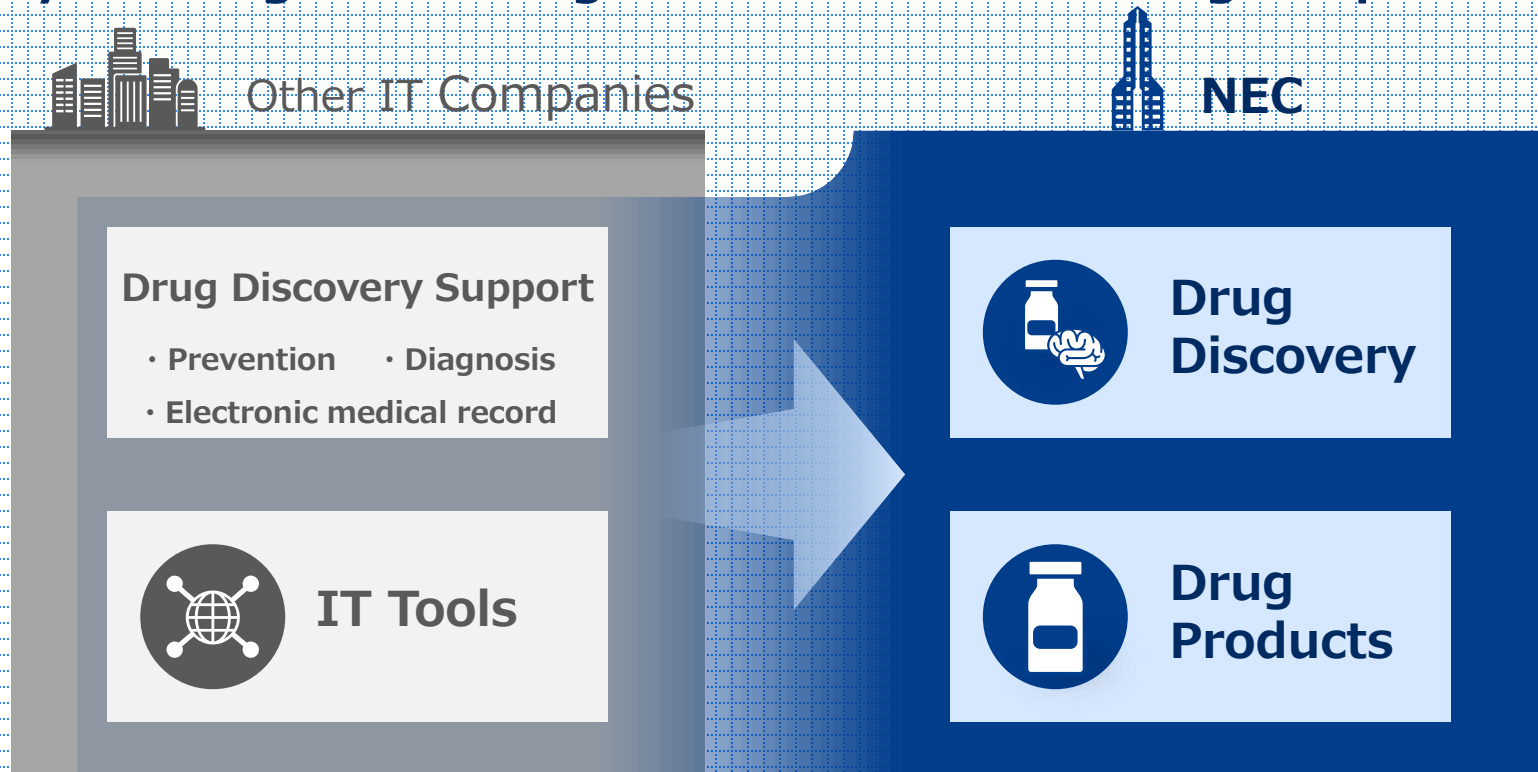 Other IT Companies
NEC
Drug Discovery Support
・Prevention ・Diagnosis
・Electronic medical record
IT Tools
Drug
Discovery
Drug
Products